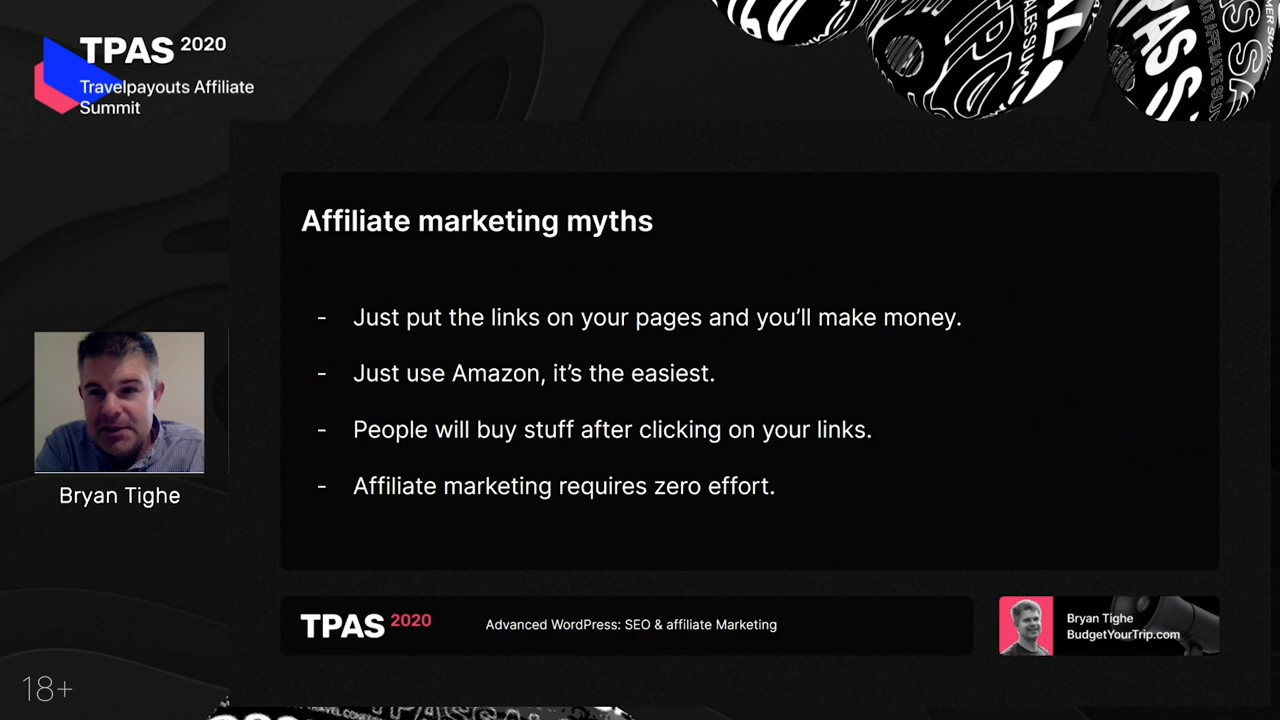 TPAS 2020
Travelpayouts Affiliate
Summit
Affiliate marketing myths
- Just put the links on your pages and you’ll make money.
- Just use Amazon, it’s the easiest.
- People will buy stuff after clicking on your links.
- Affiliate marketing requires zero effort.
Bryan Tighe
TPAS 2020
Advanced WordPress: SEO & affiliate Marketing
Bryan Tighe
BudgetYourTrip.com
18+